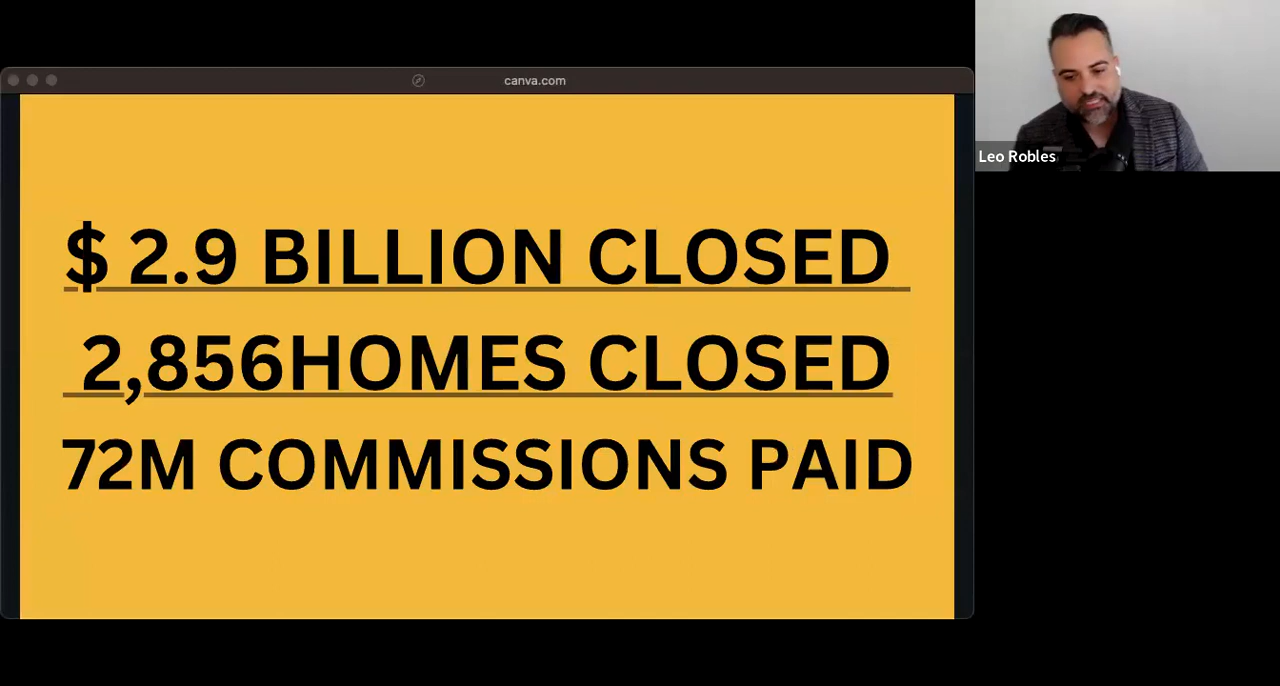 canva.com
$ 2.9 BILLION CLOSED
2,856HOMES CLOSED
72M COMMISSIONS PAID
Leo Robles